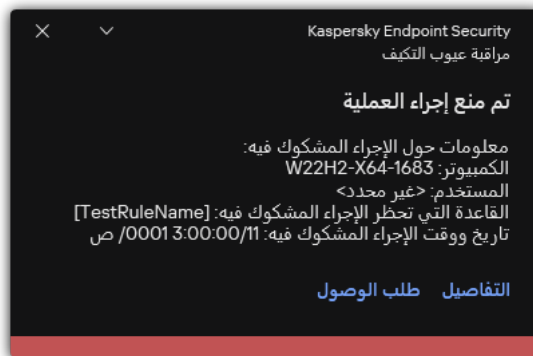 Kaspersky Endpoint Security
مراقبة عيوب التكيف
تم منع إجراء العملية
معلومات حول الإجراء المشكوك فيه:
الكمبيوتر: W22H2-X64-1683
المستخدم: <غير محدد>
القاعدة التي تحظر الإجراء المشكوك فيه: [TestRuleName]
تاريخ ووقت الإجراء المشكوك فيه: 11/0001 3:00:00/ ص
التفاصيل طلب الوصول